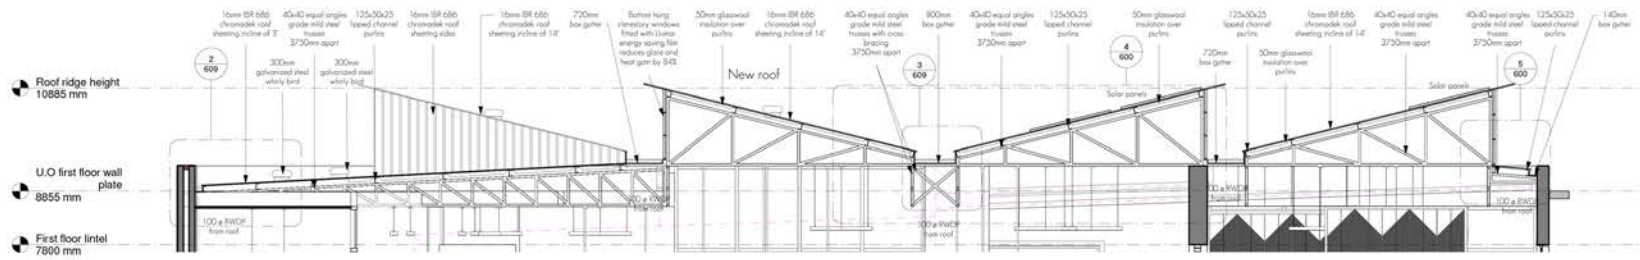 16mm IBR 686
chromadek roof
sheeting incline of 3°
40x40 equal angles
grade mild steel
trusses
3750mm apart
125x50x25
lipped channel
purlins
16mm IBR 686
chromadek roof
sheeting sides
16mm IBR 686
chromadek roof
sheeting incline of 14°
720mm
box gutter
Bottom hung
clerestory windows
fitted with Llumar
energy saving film
reduces glare and
heat gain by 84%
50mm glasswool
insulation over
purlins
16mm IBR 686
chromadek roof
sheeting incline of 14°
40x40 equal angles
grade mild steel
trusses with cross
bracing
3750mm apart
800mm
box gutter
40x40 equal angles
grade mild steel
trusses
3750mm apart
125x50x25
lipped channel
purlins
50mm glasswool
insulation over
purlins
125x50x25
lipped channel
purlins
16mm IBR 686
chromadek roof
sheeting incline of 14°
40x40 equal angles
grade mild steel
trusses
3750mm apart
40x40 equal angles
grade mild steel
trusses
3750mm apart
125x50x25
lipped channel
purlins
140mm
box gutter
2
609
300mm
galvanized steel
whirly bird
300mm
galvanized steel
whirly bird
New roof
3
609
4
600
720mm
box gutter
50mm glasswool
insulation over
purlins
5
600
Solar panels
Solar panels
Roof ridge height
10885 mm
U.O first floor wall
plate
8855 mm
First floor lintel
7800 mm
100 ø RWDP
from roof
100 ø RWDP
from roof
100 ø RWDP
from roof
100 ø RWDP
from roof
100 ø RWDP
from roof